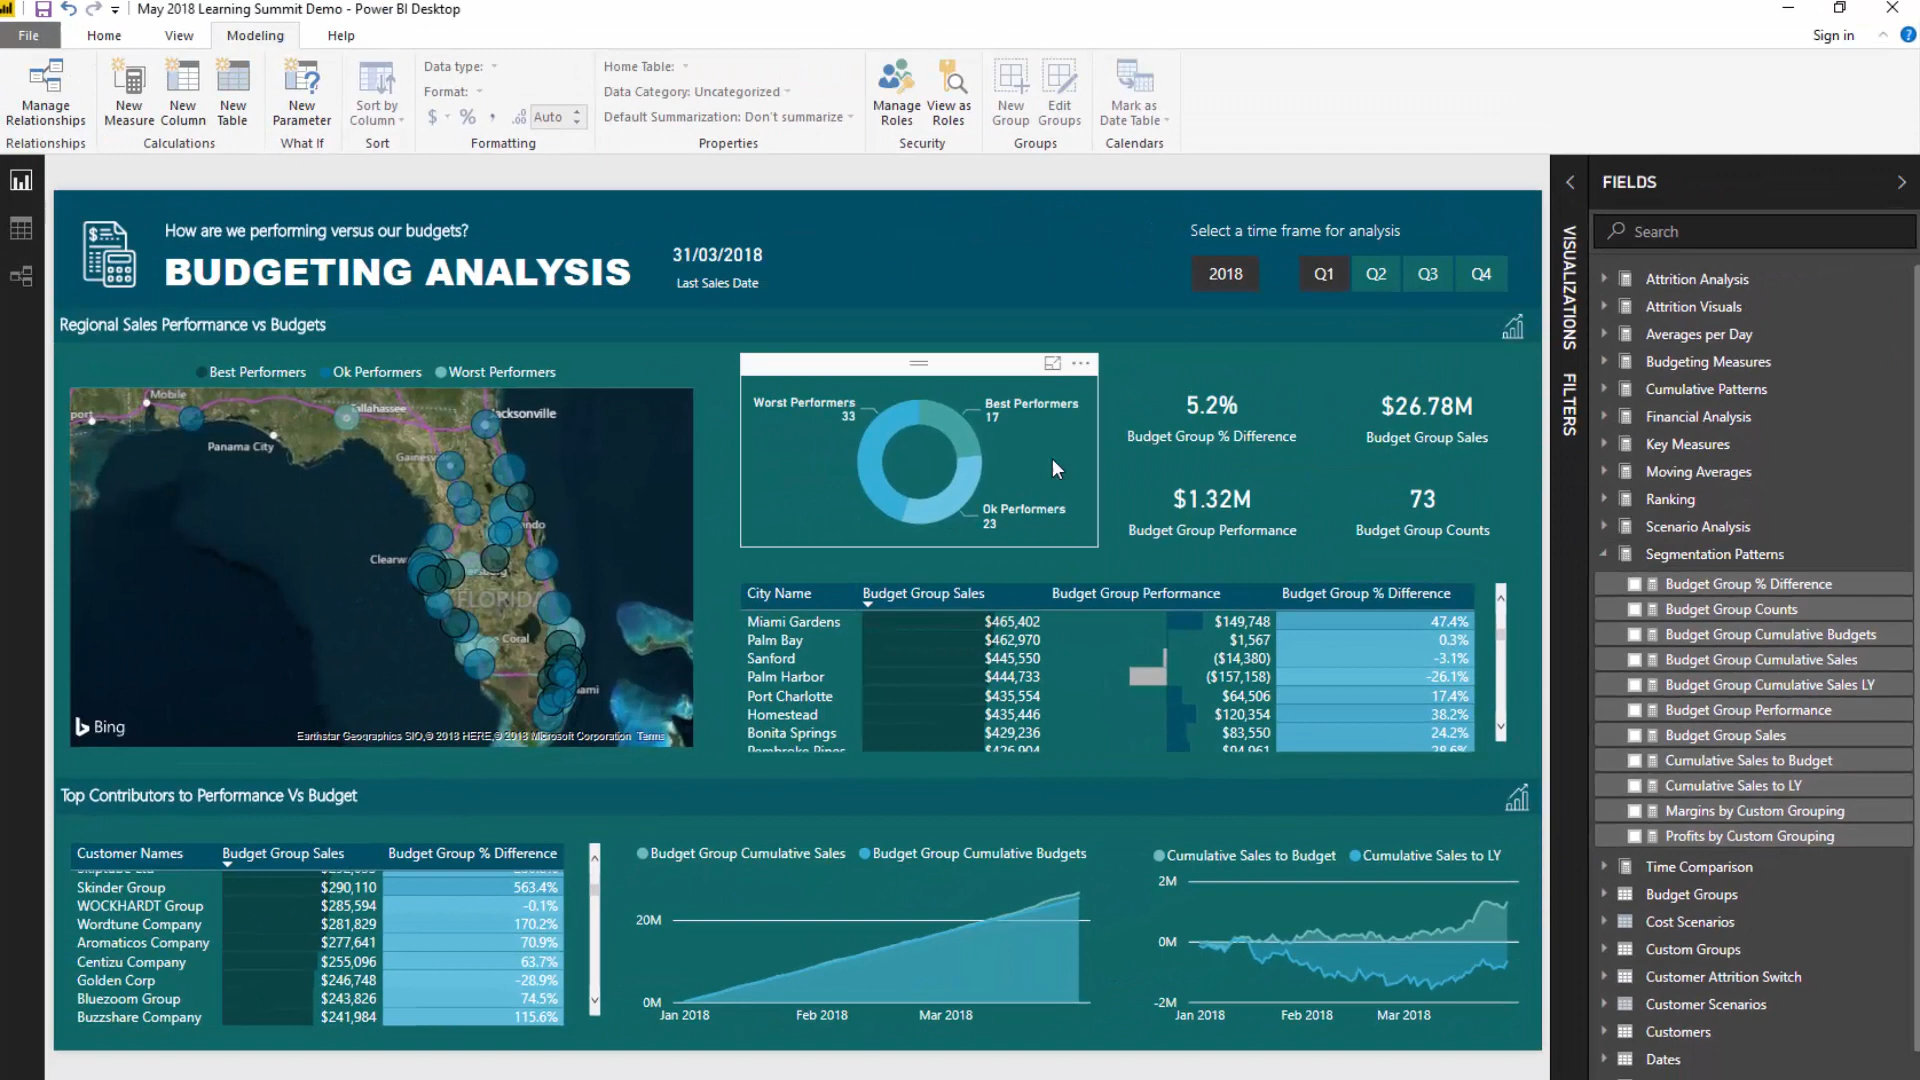 May 2018 Learning Summit Demo - Power BI Desktop
File
Home
View
Modeling
Help
Sign in
Manage Relationships
Relationships
New Measure
New Column
New Table
Calculations
New Parameter
What If
Sort by Column
Sort
Data type:
Format:
$ % , .00 Auto
Formatting
Home Table:
Data Category: Uncategorized
Default Summarization: Don't summarize
Properties
Manage Roles
View as Roles
Security
New Group
Edit Groups
Groups
Mark as Date Table
Calendars
How are we performing versus our budgets?
BUDGETING ANALYSIS
31/03/2018
Last Sales Date
Select a time frame for analysis
2018
Q1
Q2
Q3
Q4
Regional Sales Performance vs Budgets
Best Performers
Ok Performers
Worst Performers
Mobile
port
Tallahassee
Jacksonville
Panama City
Gainesv
ndo
Clearw
FLORIDA
Coral
iami
Bing
Earthstar Geographics SIO, © 2018 HERE, © 2018 Microsoft Corporation Terms
Worst Performers
33
Best Performers
17
Ok Performers
23
5.2%
Budget Group % Difference
$26.78M
Budget Group Sales
$1.32M
Budget Group Performance
73
Budget Group Counts
City Name Budget Group Sales Budget Group Performance Budget Group % Difference
Miami Gardens $465,402 $149,748 47.4%
Palm Bay $462,970 $1,567 0.3%
Sanford $445,550 ($14,380) -3.1%
Palm Harbor $444,733 ($157,158) -26.1%
Port Charlotte $435,554 $64,506 17.4%
Homestead $435,446 $120,354 38.2%
Bonita Springs $429,236 $83,550 24.2%
Pembroke Pines $426,904 $94,961 28.6%
Top Contributors to Performance Vs Budget
Customer Names Budget Group Sales Budget Group % Difference
Skinder Group $290,110 563.4%
WOCKHARDT Group $285,594 -0.1%
Wordtune Company $281,829 170.2%
Aromaticos Company $277,641 70.9%
Centizu Company $255,096 63.7%
Golden Corp $246,748 -28.9%
Bluezoom Group $243,826 74.5%
Buzzshare Company $241,984 115.6%
Budget Group Cumulative Sales
Budget Group Cumulative Budgets
20M
0M
Jan 2018 Feb 2018 Mar 2018
Cumulative Sales to Budget
Cumulative Sales to LY
2M
0M
-2M
Jan 2018 Feb 2018 Mar 2018
VISUALIZATIONS
FILTERS
FIELDS
Search
Attrition Analysis
Attrition Visuals
Averages per Day
Budgeting Measures
Cumulative Patterns
Financial Analysis
Key Measures
Moving Averages
Ranking
Scenario Analysis
Segmentation Patterns
Budget Group % Difference
Budget Group Counts
Budget Group Cumulative Budgets
Budget Group Cumulative Sales
Budget Group Cumulative Sales LY
Budget Group Performance
Budget Group Sales
Cumulative Sales to Budget
Cumulative Sales to LY
Margins by Custom Grouping
Profits by Custom Grouping
Time Comparison
Budget Groups
Cost Scenarios
Custom Groups
Customer Attrition Switch
Customer Scenarios
Customers
Dates